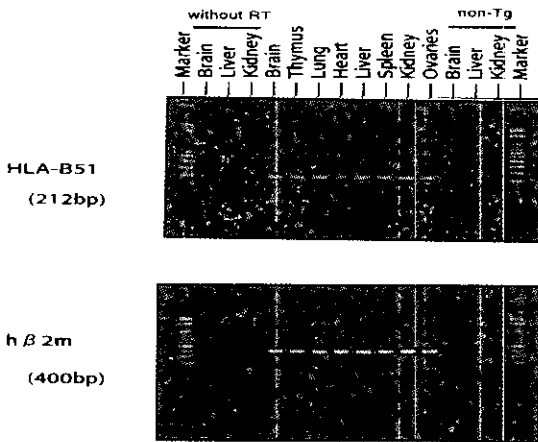 without RT
non-Tg
Marker
Brain
Liver
Kidney
Brain
Thymus
Lung
Heart
Liver
Spleen
Kidney
Ovaries
Brain
Liver
Kidney
Marker
HLA-B51
(212bp)
h β 2m
(400bp)